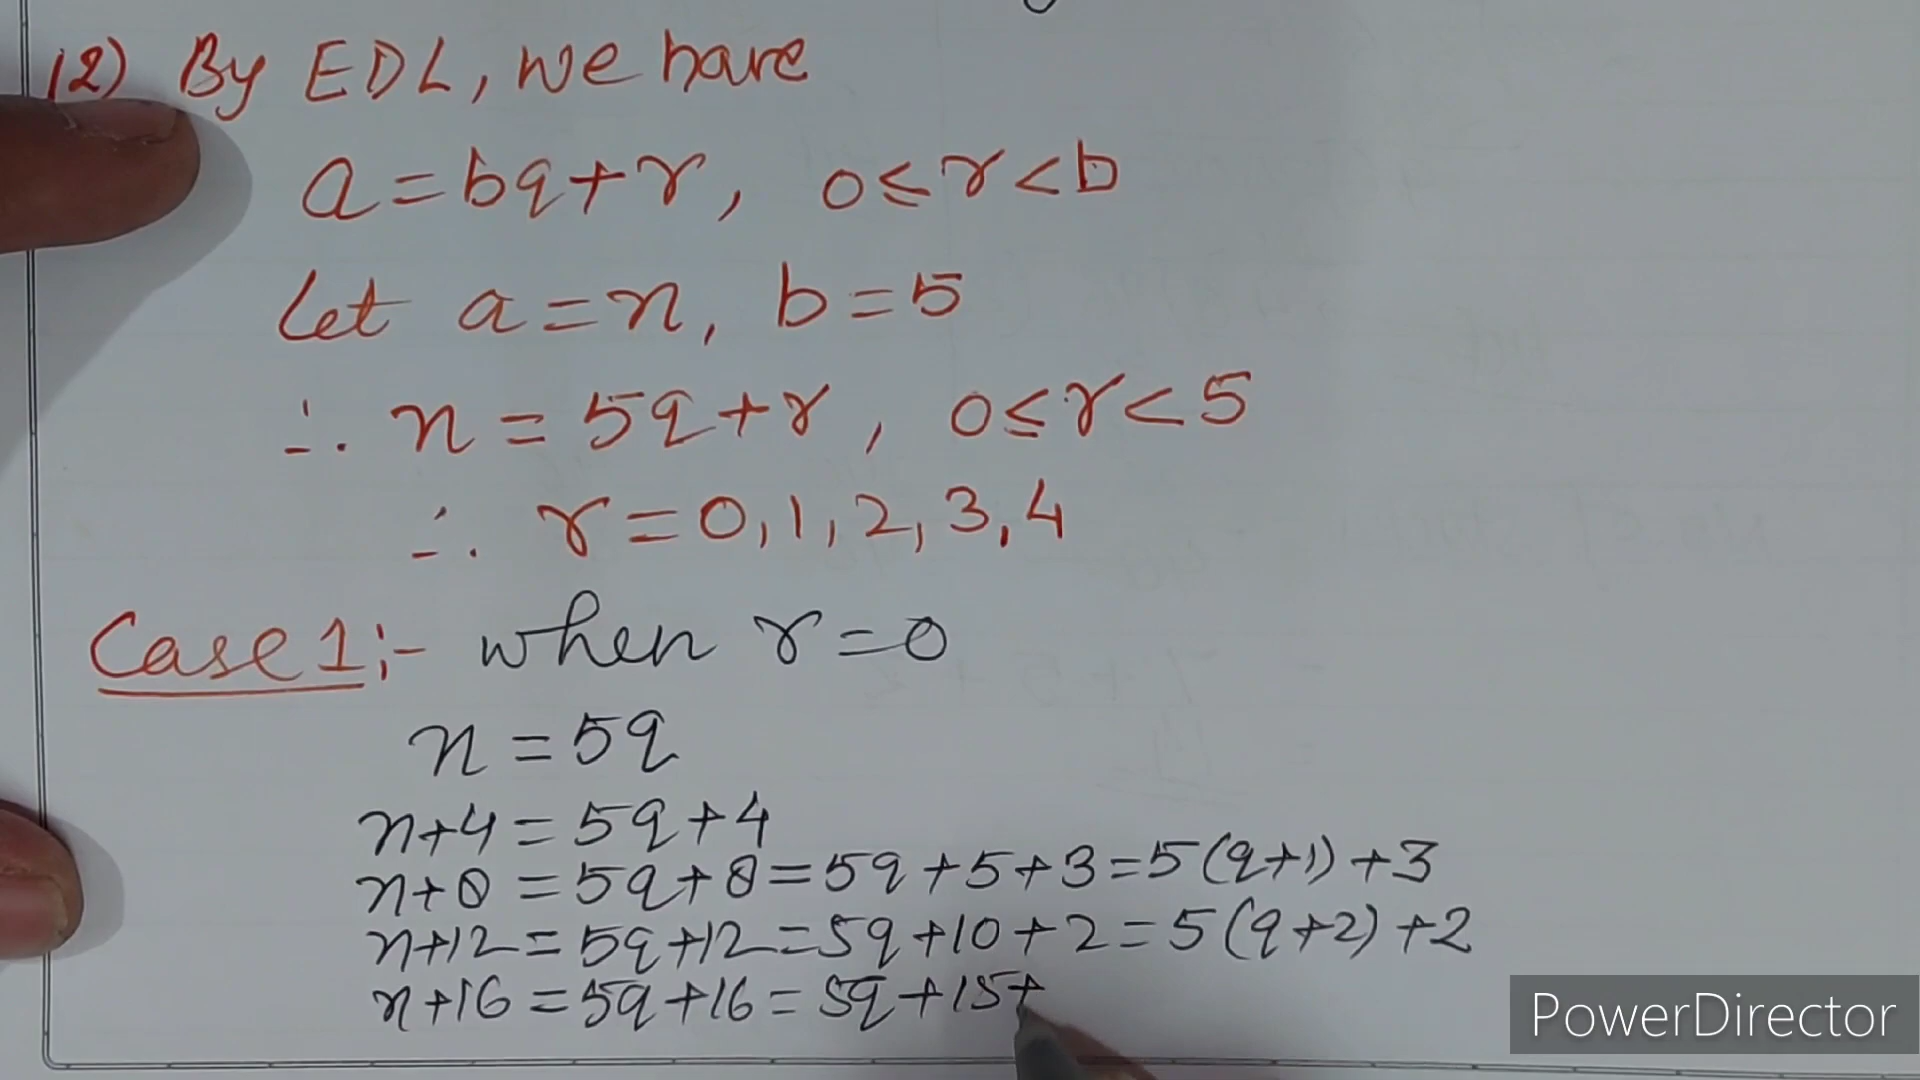 12) By EDL, we have
a = bq + r, 0 ≤ r < b
Let a = n, b = 5
∴ n = 5q + r, 0 ≤ r < 5
∴ r = 0, 1, 2, 3, 4
Case 1:- when r = 0
n = 5q
n+4 = 5q+4
n+8 = 5q+8 = 5q+5+3 = 5(q+1)+3
n+12 = 5q+12 = 5q+10+2 = 5(q+2)+2
n+16 = 5q+16 = 5q+15+
PowerDirector